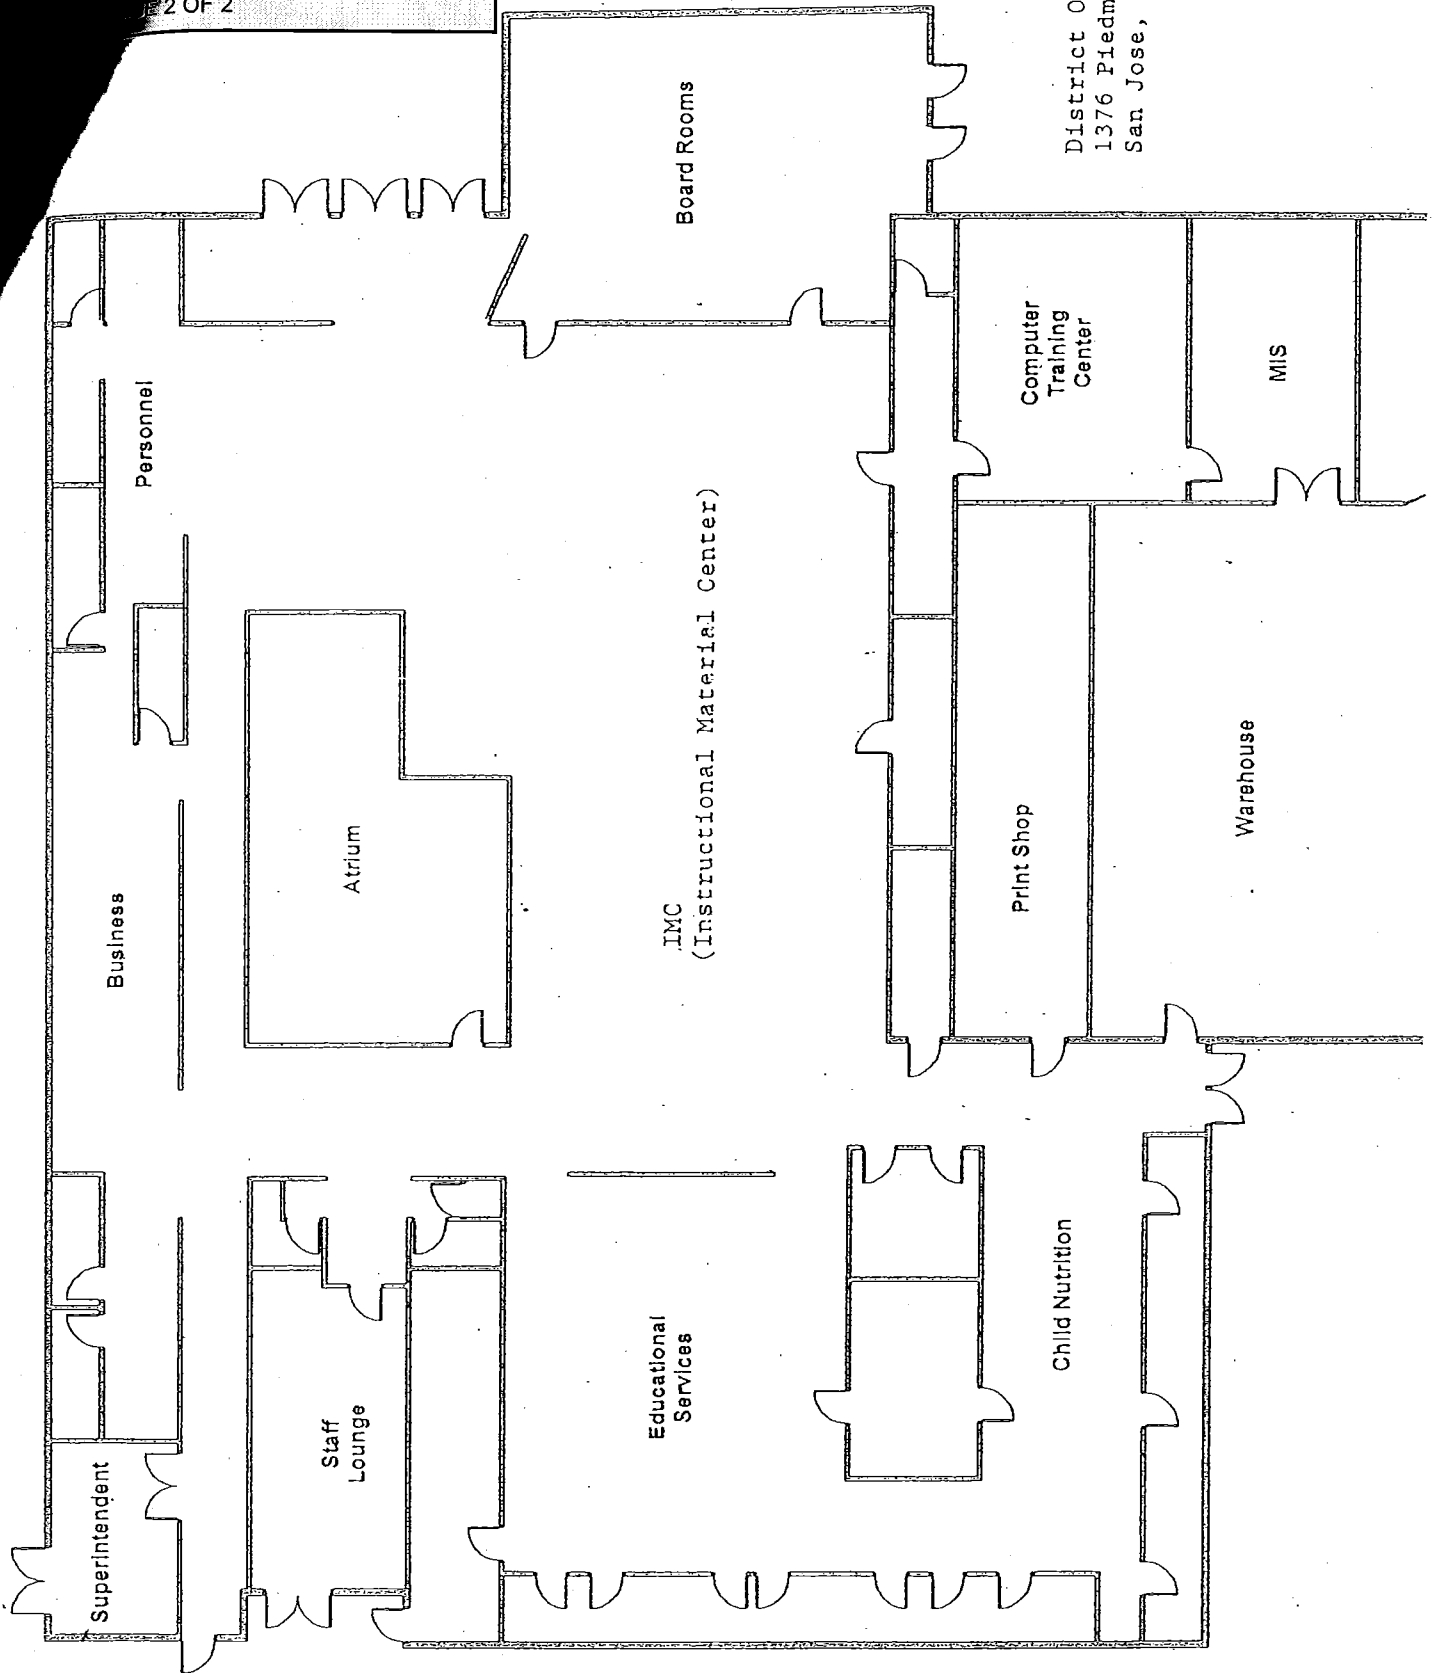 2 OF 2
District O
1376 Piedm
San Jose,
Board Rooms
Personnel
Computer
Training
Center
MIS
Business
Atrium
IMC
(Instructional Material Center)
Print Shop
Warehouse
Superintendent
Staff
Lounge
Educational
Services
Child Nutrition